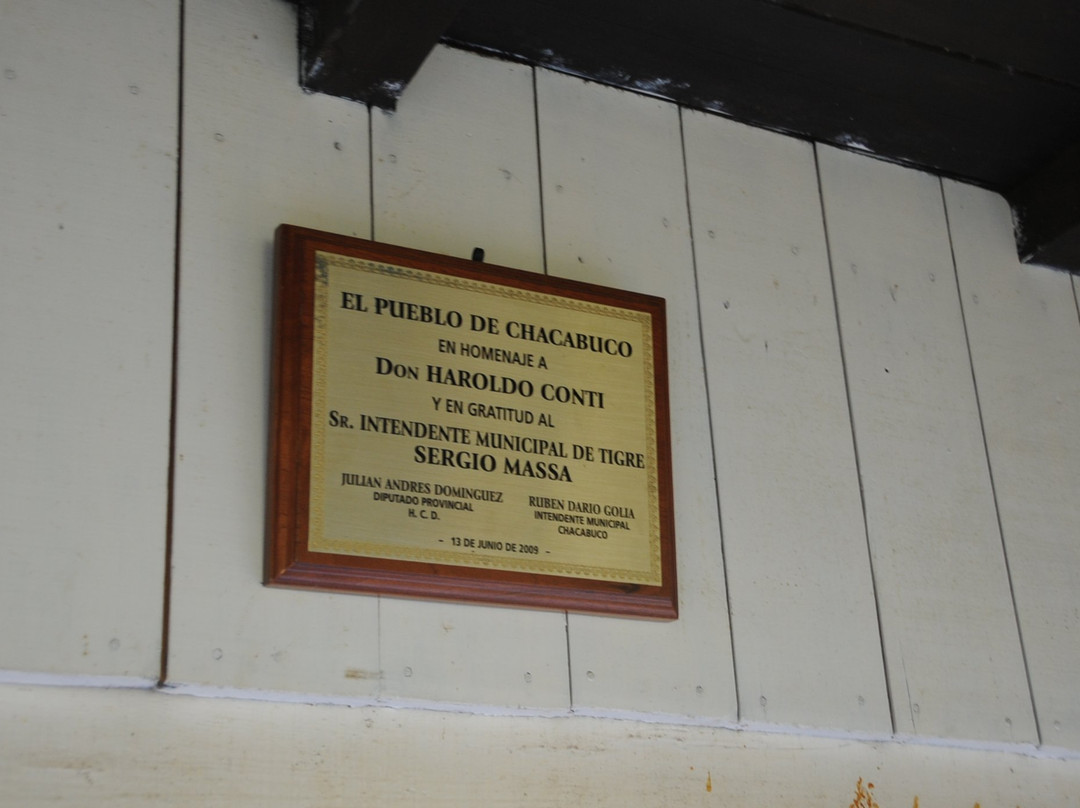 EL PUEBLO DE CHACABUCO
EN HOMENAJE A
DON HAROLDO CONTI
Y EN GRATITUD AL
SR. INTENDENTE MUNICIPAL DE TIGRE
SERGIO MASSA
JULIAN ANDRES DOMINGUEZ
DIPUTADO PROVINCIAL
H. C. D.
RUBEN DARIO GOLIA
INTENDENTE MUNICIPAL
CHACABUCO
– 13 DE JUNIO DE 2009 –